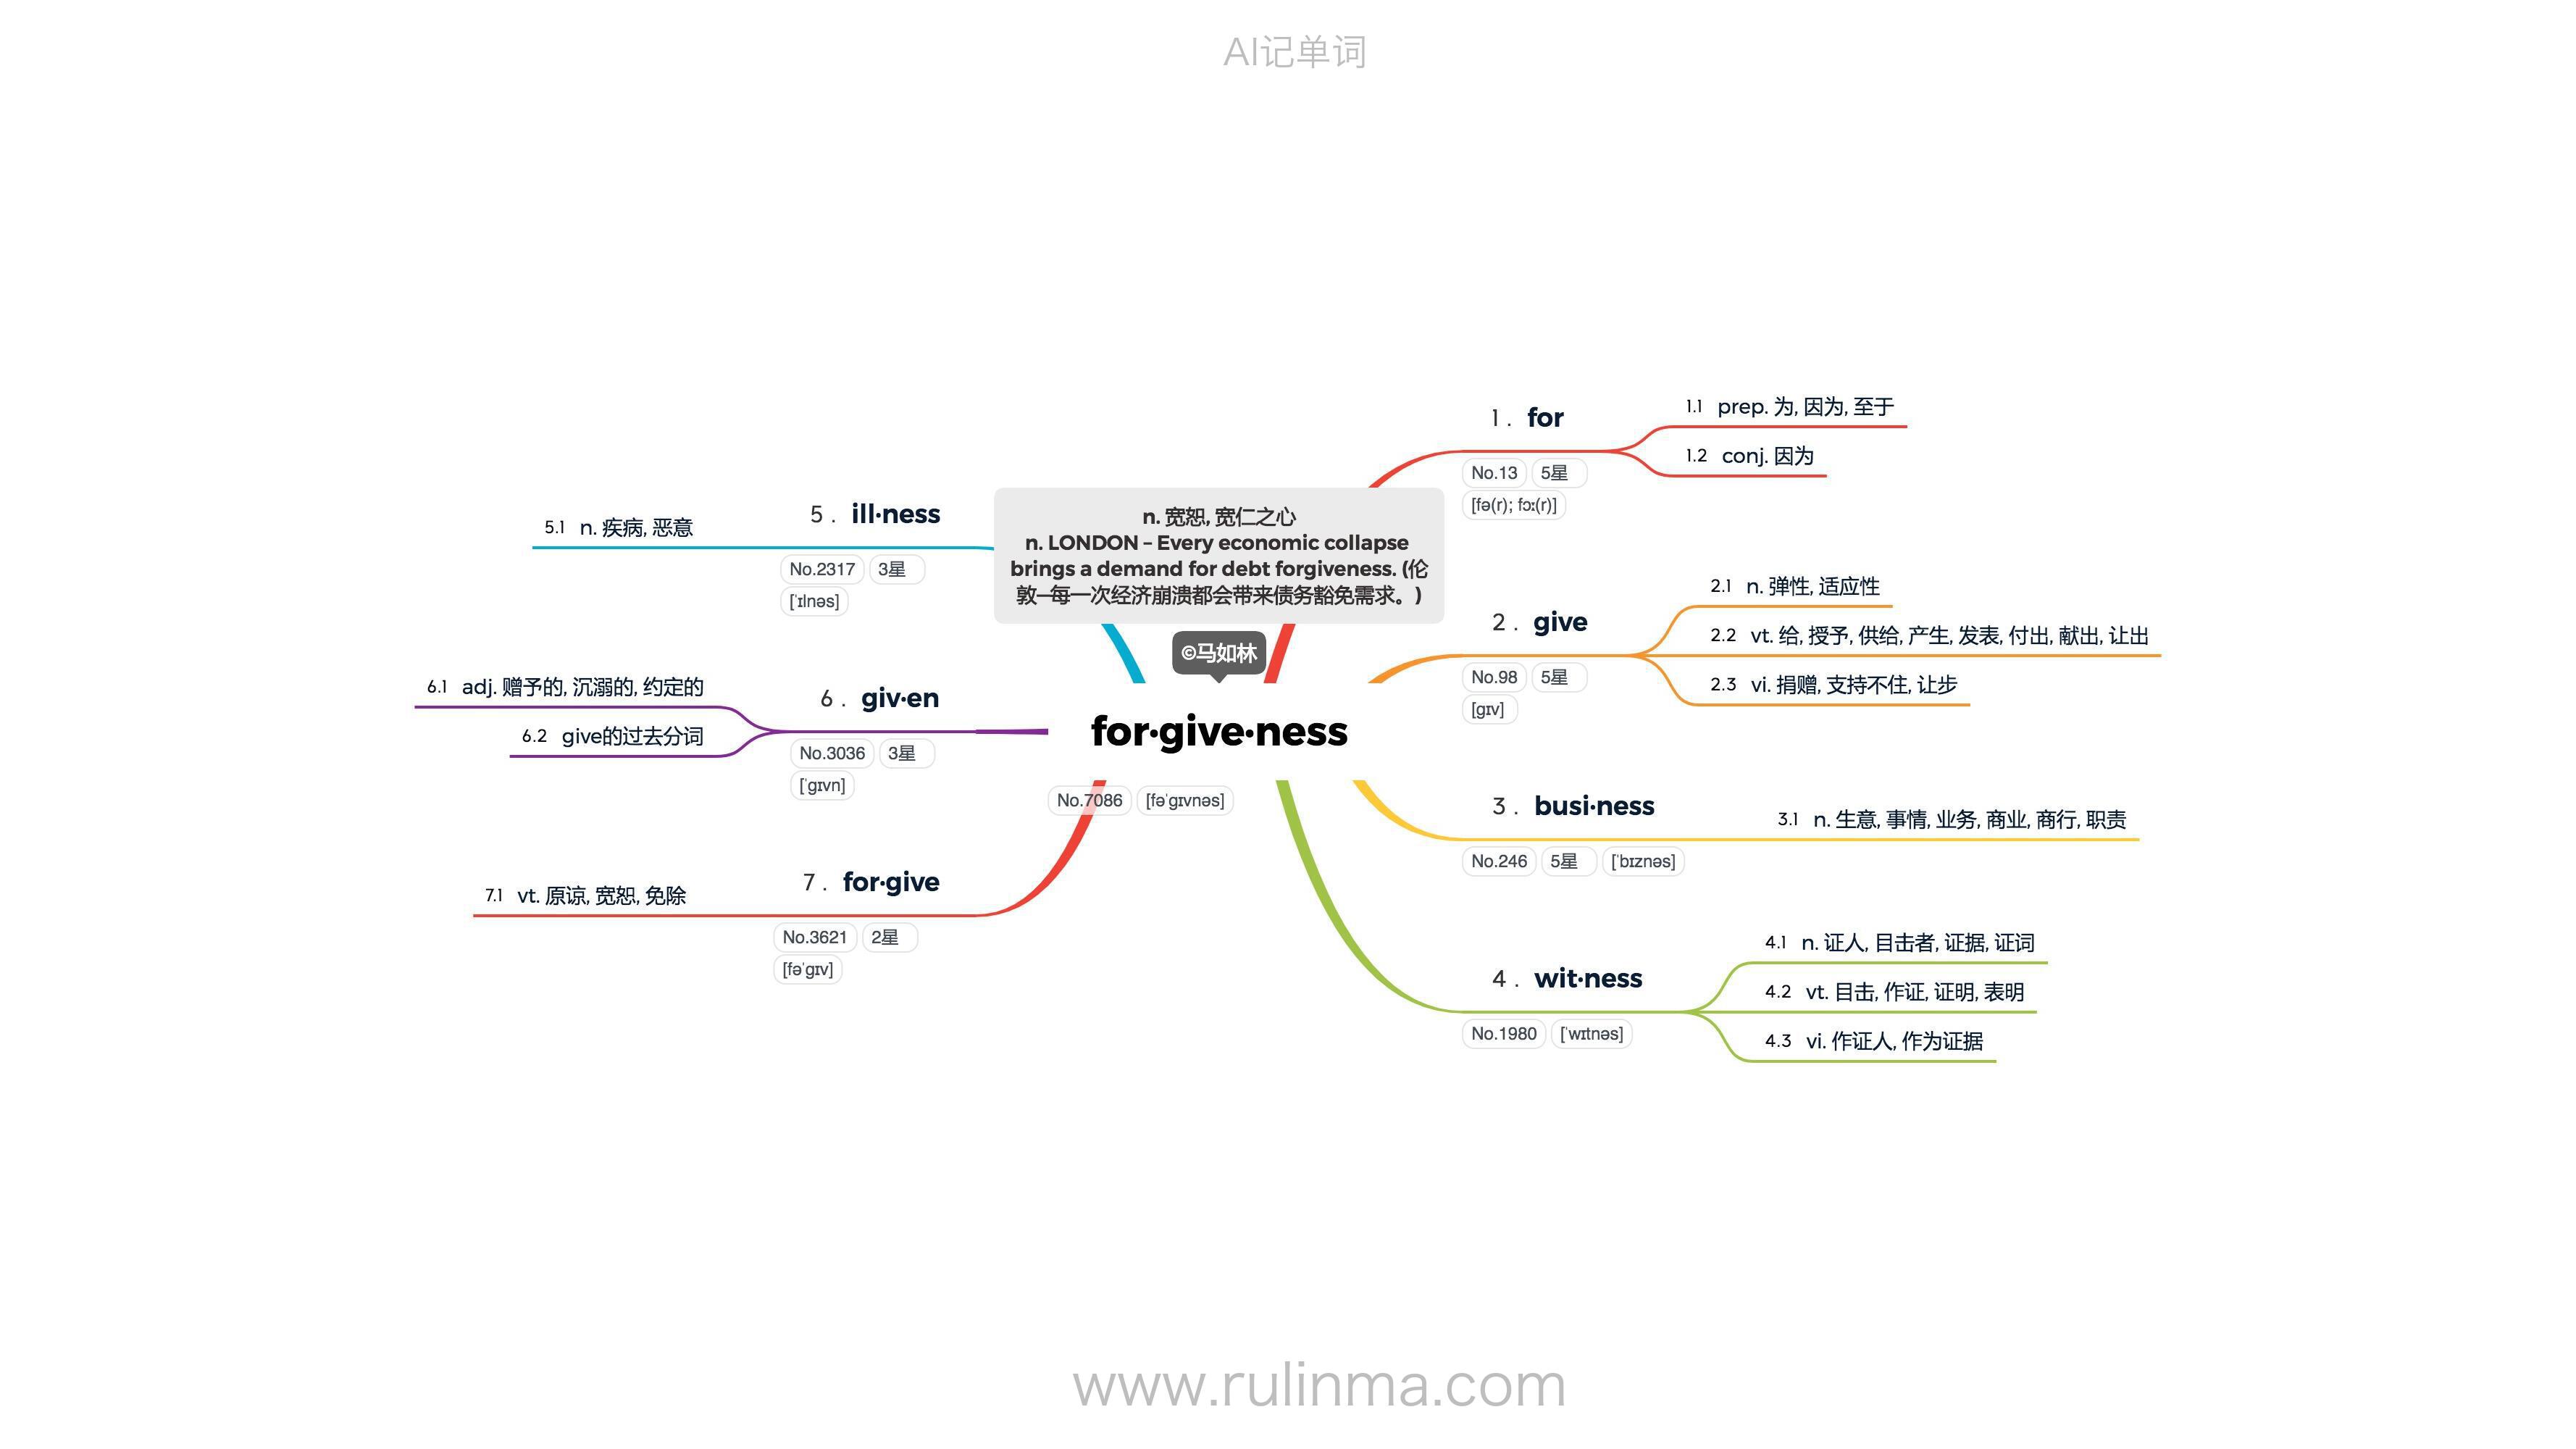 AI记单词
n. 宽恕, 宽仁之心
n. LONDON – Every economic collapse
brings a demand for debt forgiveness. (伦
敦—每一次经济崩溃都会带来债务豁免需求。)
©马如林
for·give·ness
No.7086 [fəˈɡɪvnəs]
1 . for
No.13 5星
[fə(r); fɔː(r)]
1.1 prep. 为, 因为, 至于
1.2 conj. 因为
2 . give
No.98 5星
[ɡɪv]
2.1 n. 弹性, 适应性
2.2 vt. 给, 授予, 供给, 产生, 发表, 付出, 献出, 让出
2.3 vi. 捐赠, 支持不住, 让步
3 . busi·ness
No.246 5星 [ˈbɪznəs]
3.1 n. 生意, 事情, 业务, 商业, 商行, 职责
4 . wit·ness
No.1980 [ˈwɪtnəs]
4.1 n. 证人, 目击者, 证据, 证词
4.2 vt. 目击, 作证, 证明, 表明
4.3 vi. 作证人, 作为证据
5 . ill·ness
No.2317 3星
[ˈɪlnəs]
5.1 n. 疾病, 恶意
6 . giv·en
No.3036 3星
[ˈɡɪvn]
6.1 adj. 赠予的, 沉溺的, 约定的
6.2 give的过去分词
7 . for·give
No.3621 2星
[fəˈɡɪv]
7.1 vt. 原谅, 宽恕, 免除
www.rulinma.com